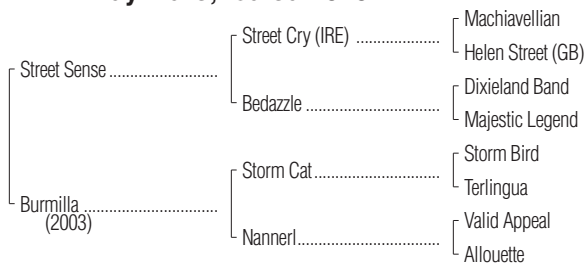 Machiavellian
Street Cry (IRE)
Helen Street (GB)
Street Sense
Dixieland Band
Bedazzle
Majestic Legend
Storm Bird
Storm Cat
Terlingua
Burmilla
(2003)
Valid Appeal
Nannerl
Allouette